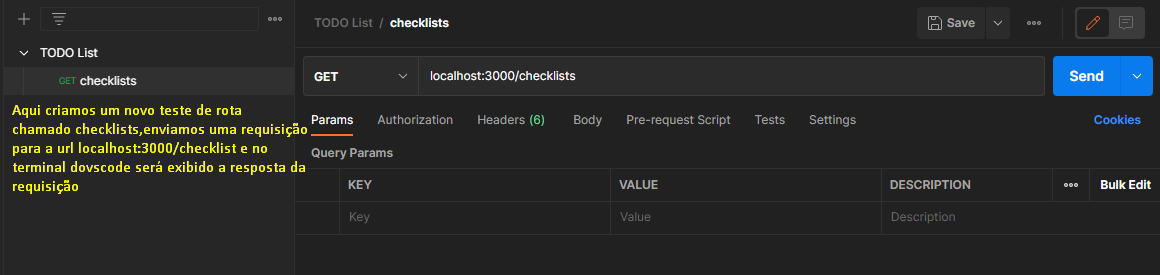 TODO List / checklists
Save
TODO List
GET checklists
GET
localhost:3000/checklists
Send
Aqui criamos um novo teste de rota
chamado checklists,enviamos uma requisição
para a url localhost:3000/checklist e no
terminal dovscode será exibido a resposta da
requisição
Params Authorization Headers (6) Body Pre-request Script Tests Settings Cookies
Query Params
KEY VALUE DESCRIPTION Bulk Edit
Key Value Description